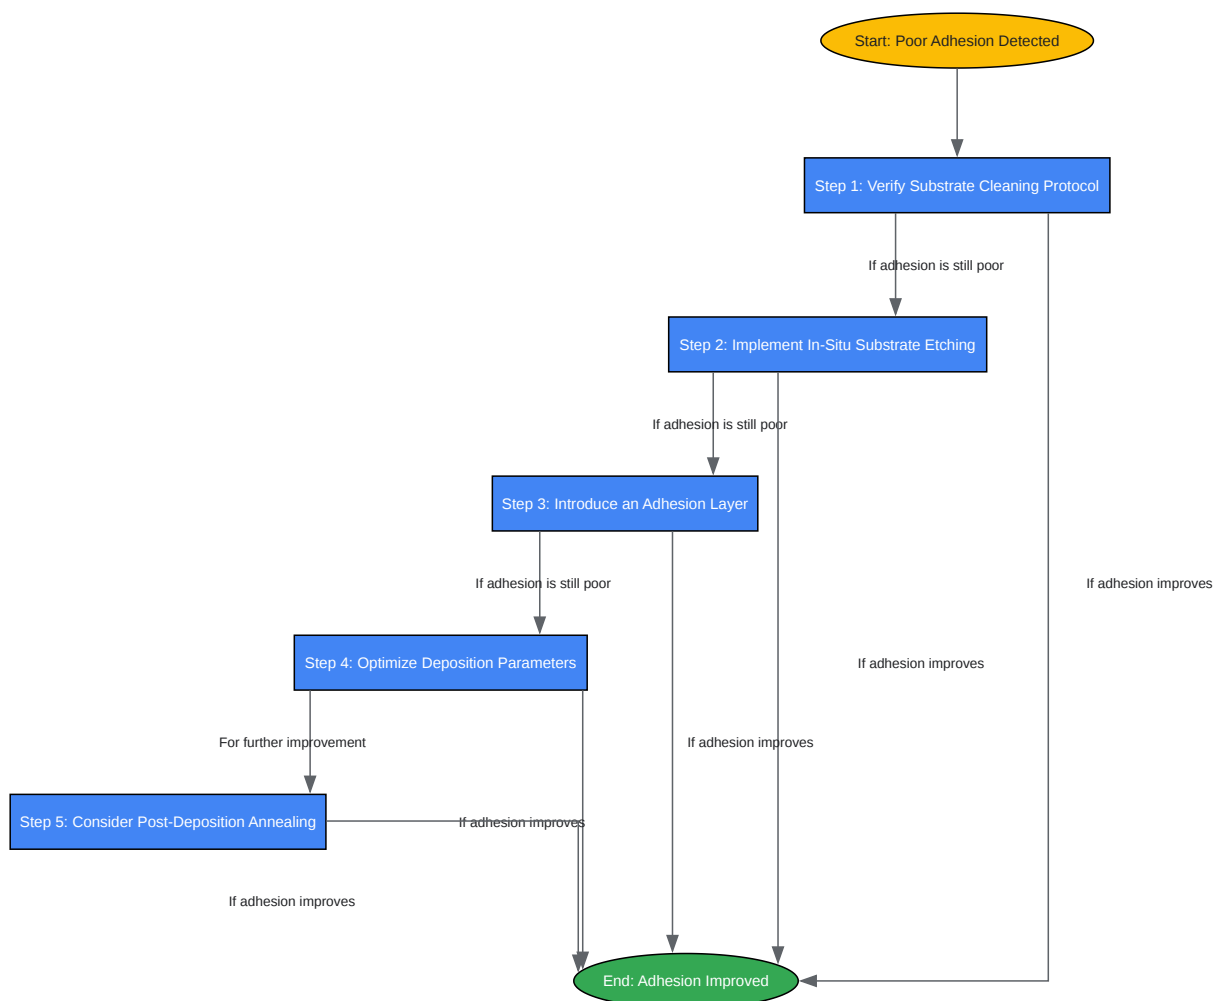 Start: Poor Adhesion Detected
Step 1: Verify Substrate Cleaning Protocol
If adhesion is still poor
Step 2: Implement In-Situ Substrate Etching
If adhesion is still poor
Step 3: Introduce an Adhesion Layer
If adhesion is still poor
If adhesion improves
Step 4: Optimize Deposition Parameters
If adhesion improves
For further improvement
If adhesion improves
Step 5: Consider Post-Deposition Annealing
If adhesion improves
If adhesion improves
End: Adhesion Improved